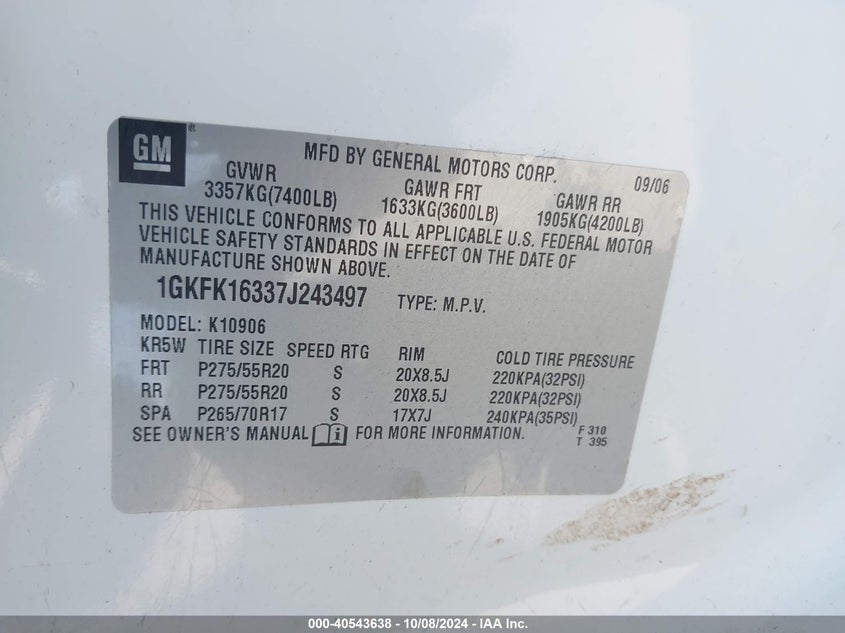 GM®
MFD BY GENERAL MOTORS CORP. 09/06
GVWR GAWR FRT GAWR RR
3357KG(7400LB) 1633KG(3600LB) 1905KG(4200LB)
THIS VEHICLE CONFORMS TO ALL APPLICABLE U.S. FEDERAL MOTOR
VEHICLE SAFETY STANDARDS IN EFFECT ON THE DATE OF
MANUFACTURE SHOWN ABOVE.
1GKFK16337J243497 TYPE: M.P.V.
MODEL: K10906
KR5W TIRE SIZE SPEED RTG RIM COLD TIRE PRESSURE
FRT P275/55R20 S 20X8.5J 220KPA(32PSI)
RR P275/55R20 S 20X8.5J 220KPA(32PSI)
SPA P265/70R17 S 17X7J 240KPA(35PSI)
SEE OWNER'S MANUAL i FOR MORE INFORMATION. F 310
T 395
000-40543638 - 10/08/2024 - IAA Inc.